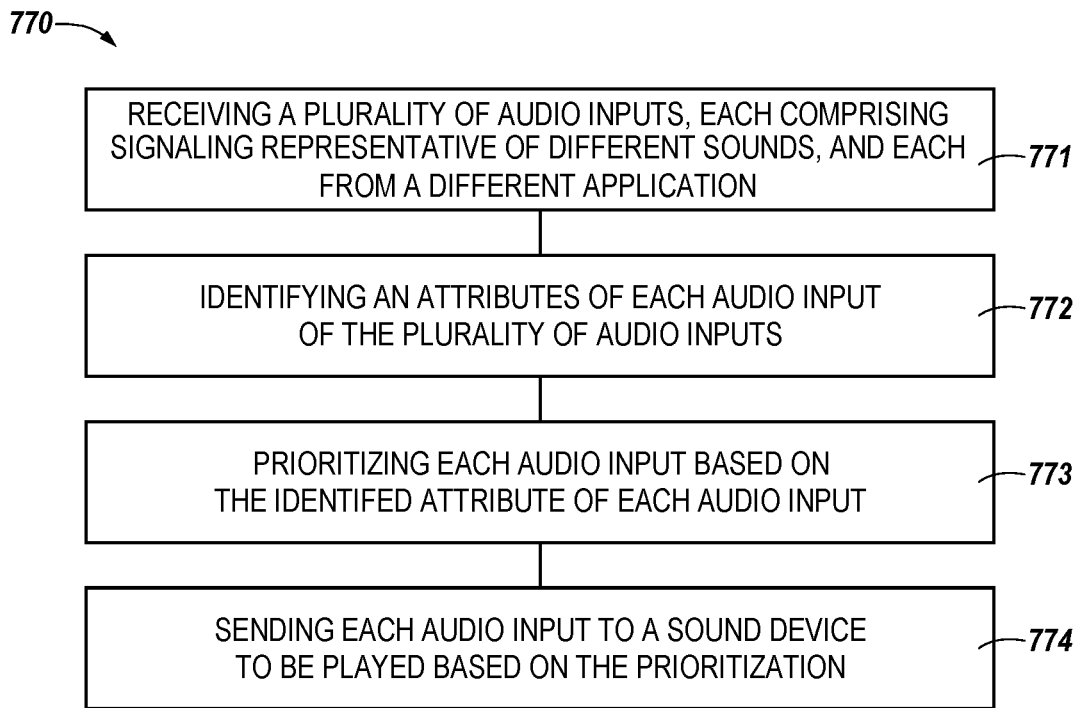 770
RECEIVING A PLURALITY OF AUDIO INPUTS, EACH COMPRISING
SIGNALING REPRESENTATIVE OF DIFFERENT SOUNDS, AND EACH
FROM A DIFFERENT APPLICATION
771
IDENTIFYING AN ATTRIBUTES OF EACH AUDIO INPUT
OF THE PLURALITY OF AUDIO INPUTS
772
PRIORITIZING EACH AUDIO INPUT BASED ON
THE IDENTIFED ATTRIBUTE OF EACH AUDIO INPUT
773
SENDING EACH AUDIO INPUT TO A SOUND DEVICE
TO BE PLAYED BASED ON THE PRIORITIZATION
774